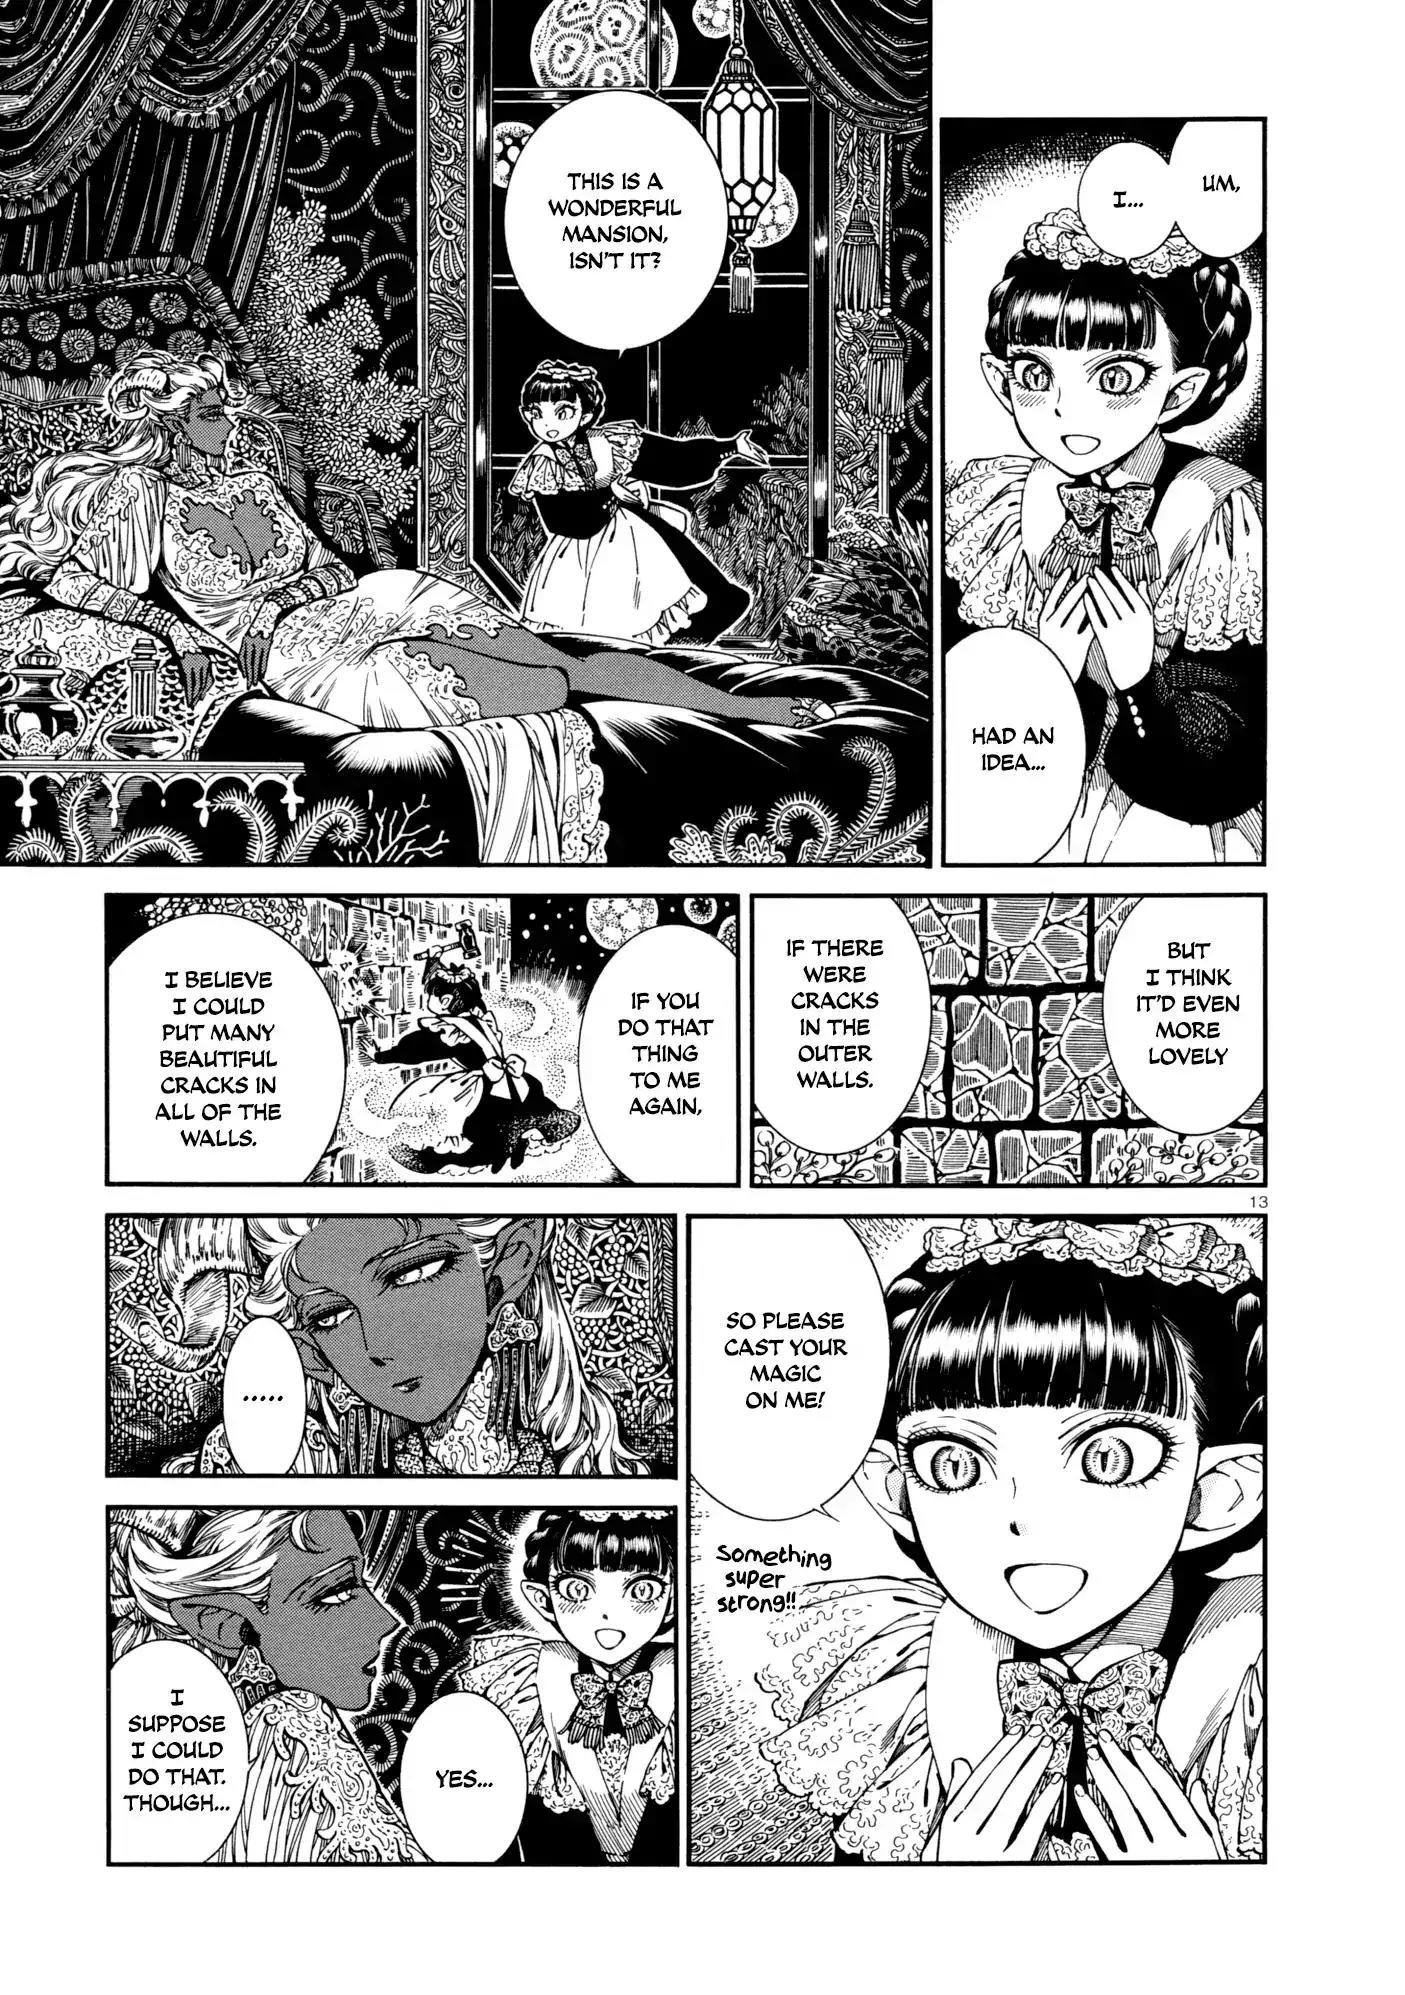 UM,
I...
HAD AN
IDEA...
THIS IS A
WONDERFUL
MANSION,
ISN'T IT?
BUT
I THINK
IT'D EVEN
MORE
LOVELY
IF THERE
WERE
CRACKS
IN THE
OUTER
WALLS.
IF YOU
DO THAT
THING
TO ME
AGAIN,
I BELIEVE
I COULD
PUT MANY
BEAUTIFUL
CRACKS IN
ALL OF THE
WALLS.
13
SO PLEASE
CAST YOUR
MAGIC
ON ME!
Something
super
strong!!
.....
YES...
I
SUPPOSE
I COULD
DO THAT.
THOUGH...